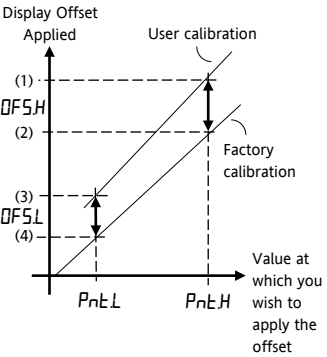 Display Offset
Applied
User calibration
(1)
OFS.H
(2)
Factory
calibration
(3)
OFS.L
(4)
Pnt.L
Pnt.H
Value at
which you
wish to
apply the
offset